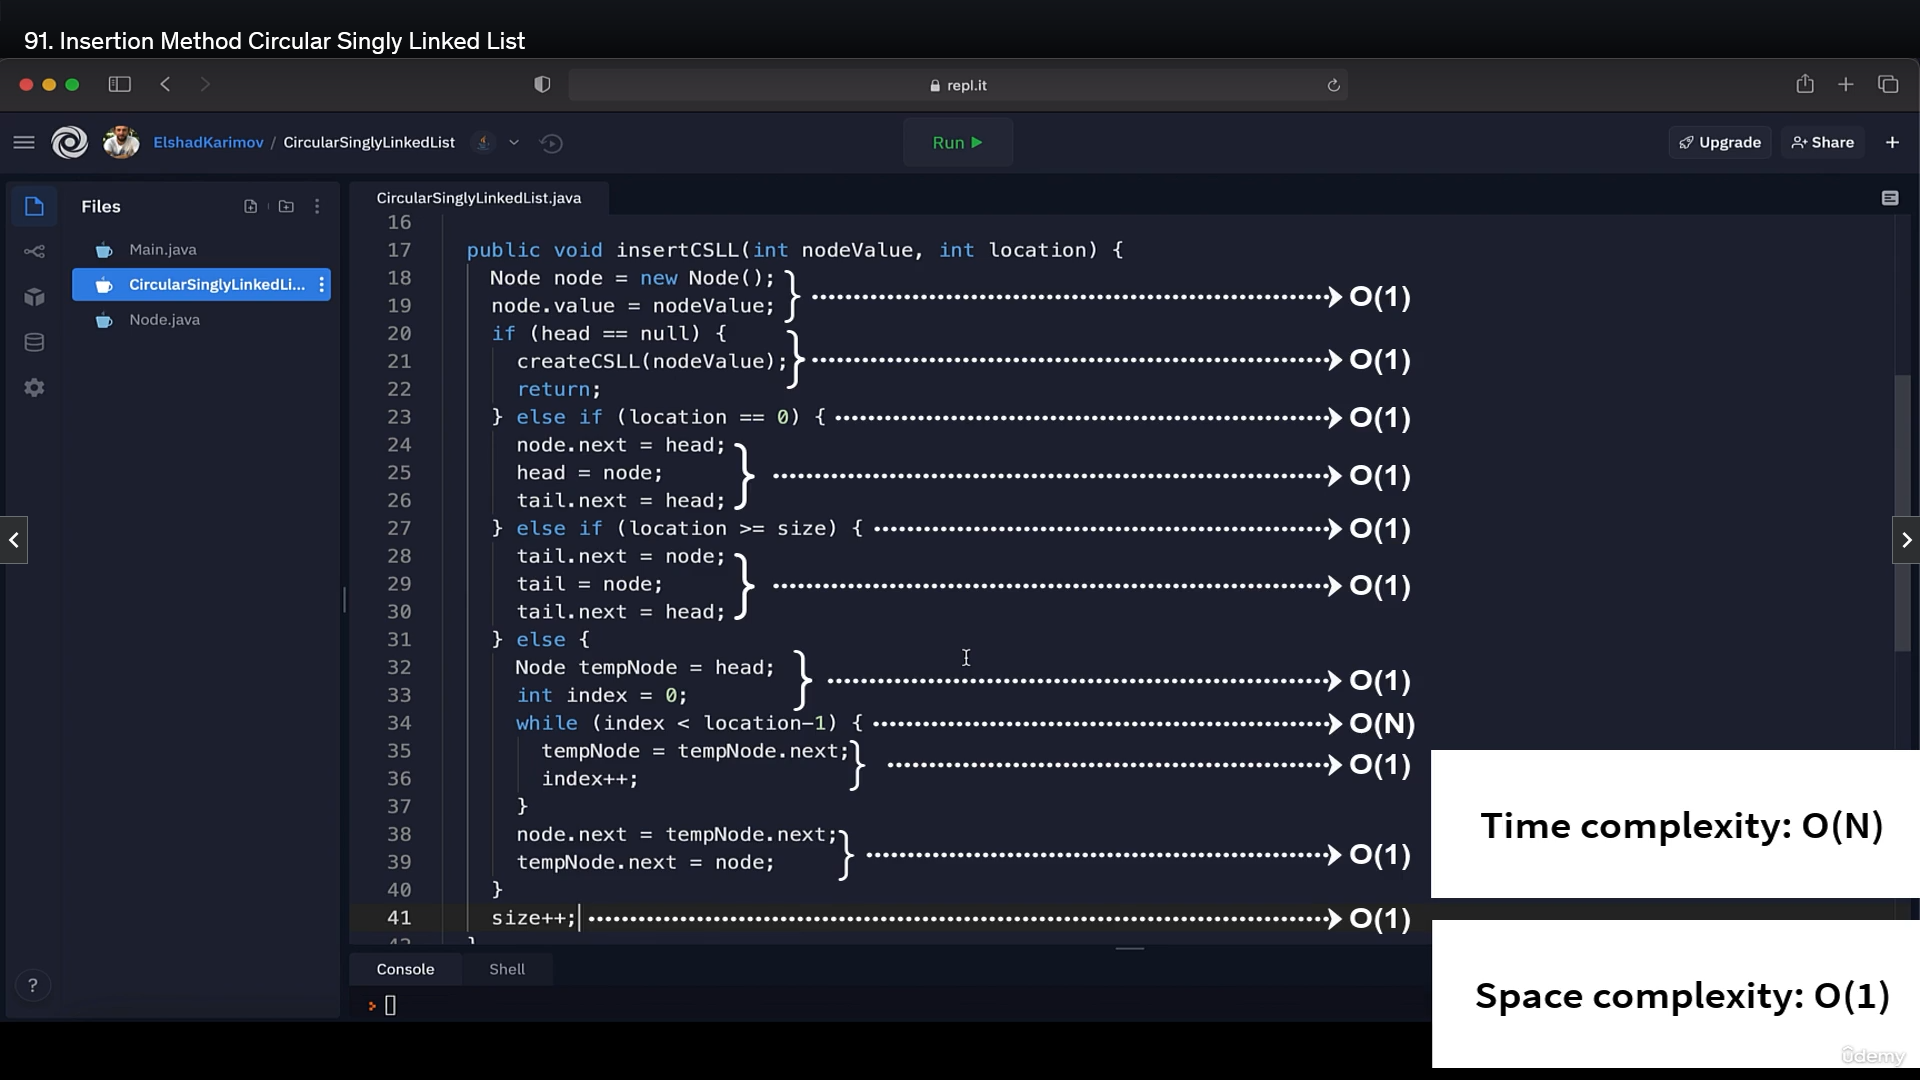 91. Insertion Method Circular Singly Linked List
repl.it
ElshadKarimov / CircularSinglyLinkedList
Run
Upgrade
Share
Files
Main.java
CircularSinglyLinkedLi...
Node.java
CircularSinglyLinkedList.java
16
17 public void insertCSLL(int nodeValue, int location) {
18 Node node = new Node();
19 node.value = nodeValue;
O(1)
20 if (head == null) {
21 createCSLL(nodeValue);
22 return;
O(1)
23 } else if (location == 0) { O(1)
24 node.next = head;
25 head = node;
26 tail.next = head;
O(1)
27 } else if (location >= size) { O(1)
28 tail.next = node;
29 tail = node;
30 tail.next = head;
O(1)
31 } else {
32 Node tempNode = head;
33 int index = 0;
O(1)
34 while (index < location-1) { O(N)
35 tempNode = tempNode.next;
36 index++;
O(1)
37 }
38 node.next = tempNode.next;
39 tempNode.next = node;
O(1)
40 }
41 size++; O(1)
42 }
Time complexity: O(N)
Space complexity: O(1)
Console
Shell
?
ûdemy